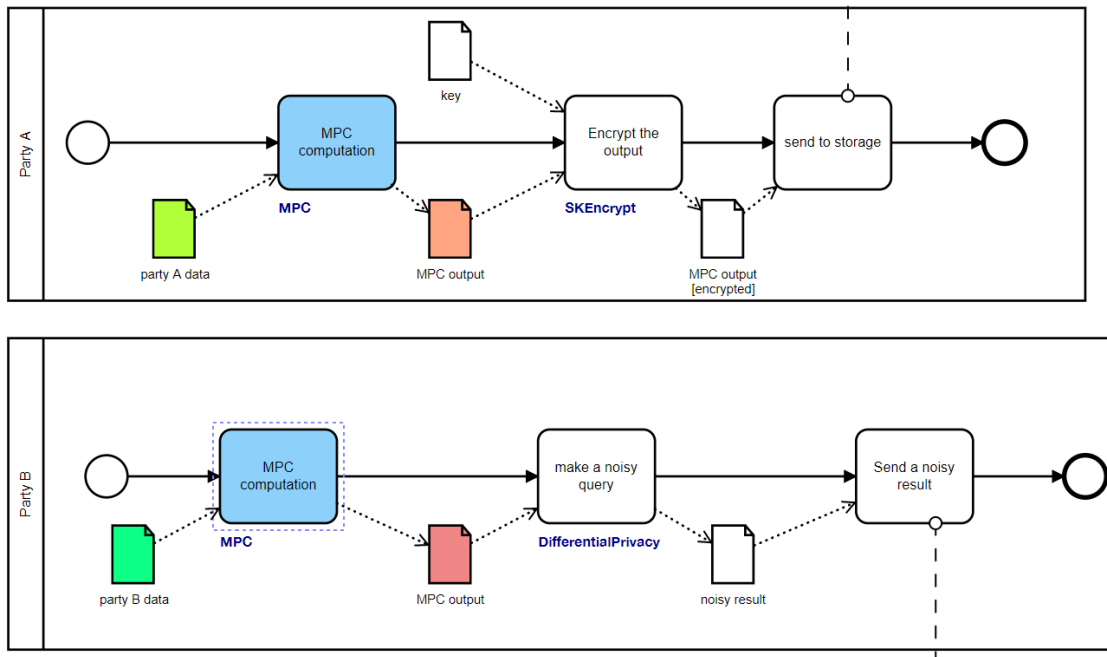 Party A
key
MPC
computation
Encrypt the
output
send to storage
MPC
SKEncrypt
party A data
MPC output
MPC output
[encrypted]
Party B
MPC
computation
make a noisy
query
Send a noisy
result
MPC
DifferentialPrivacy
party B data
MPC output
noisy result